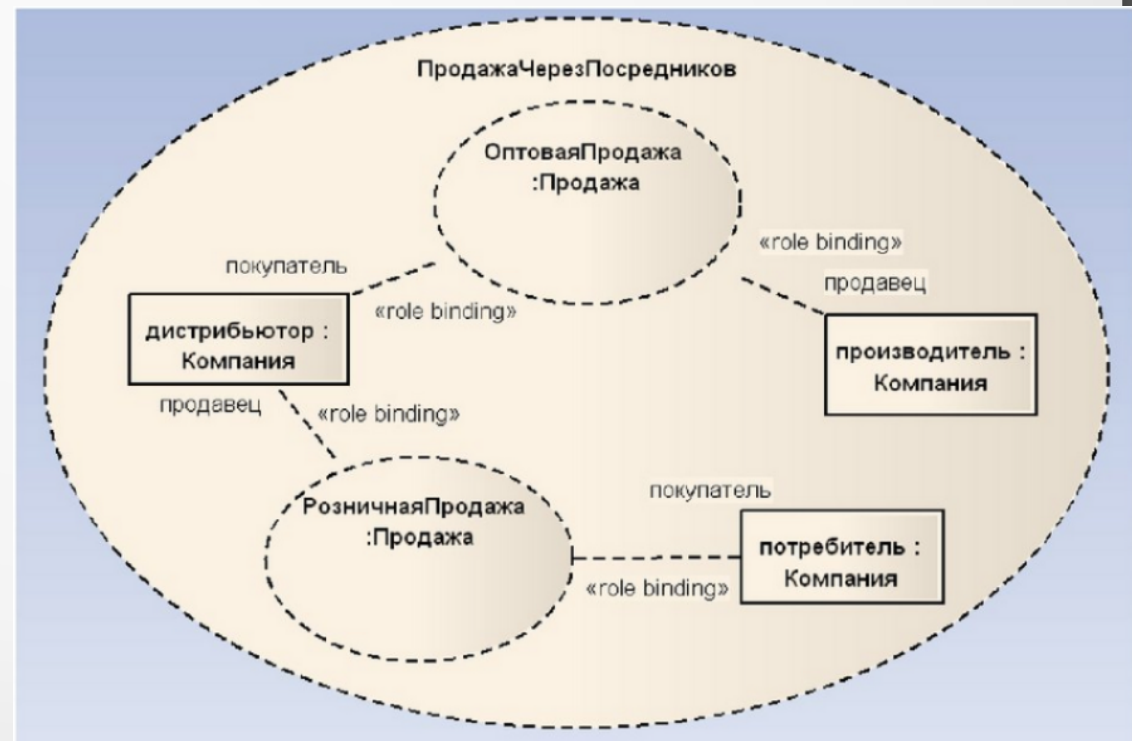 ПродажаЧерезПосредников
ОптоваяПродажа
:Продажа
«role binding»
покупатель
продавец
«role binding»
дистрибьютор :
Компания
производитель :
Компания
продавец
«role binding»
РозничнаяПродажа
:Продажа
покупатель
потребитель :
Компания
«role binding»